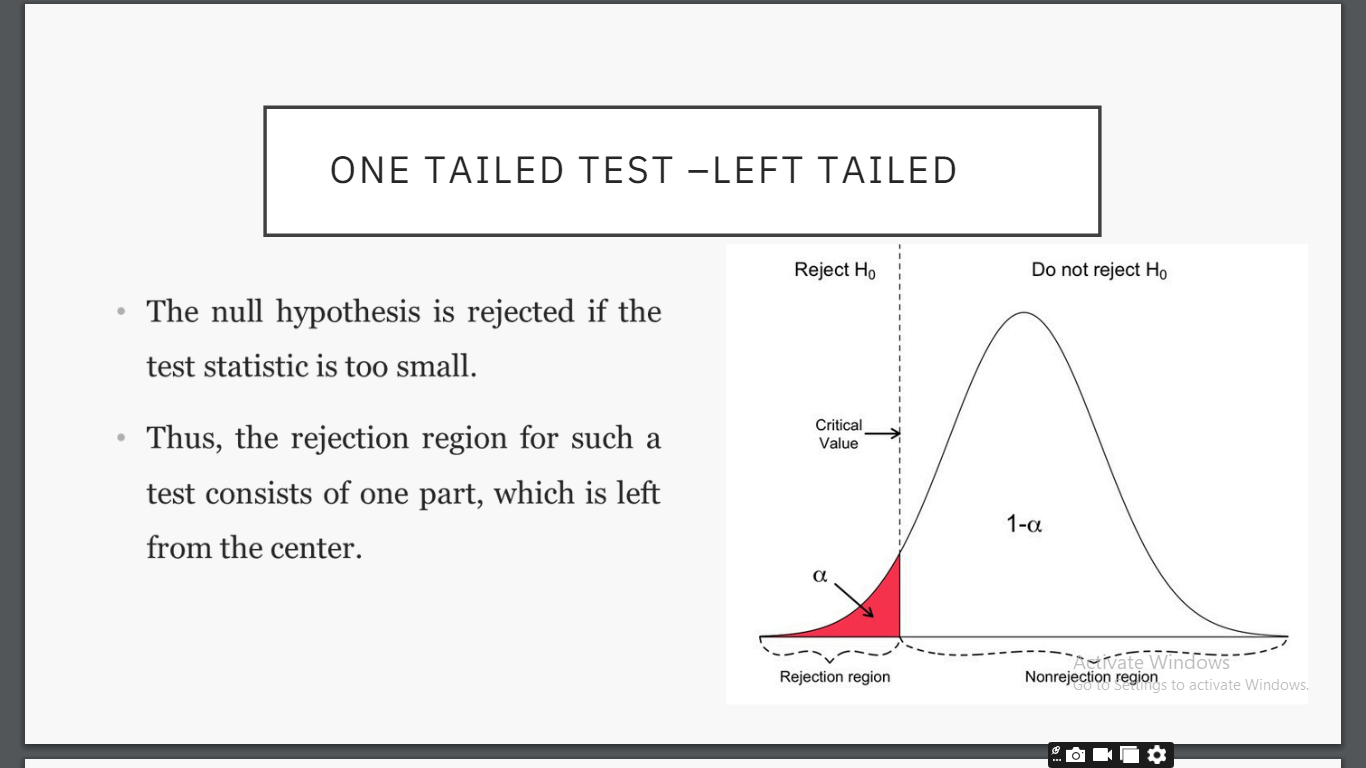 ONE TAILED TEST –LEFT TAILED
• The null hypothesis is rejected if the
test statistic is too small.
• Thus, the rejection region for such a
test consists of one part, which is left
from the center.
Reject H₀
Do not reject H₀
Critical
Value
1-α
α
Rejection region
Nonrejection region
Activate Windows
Go to Settings to activate Windows.